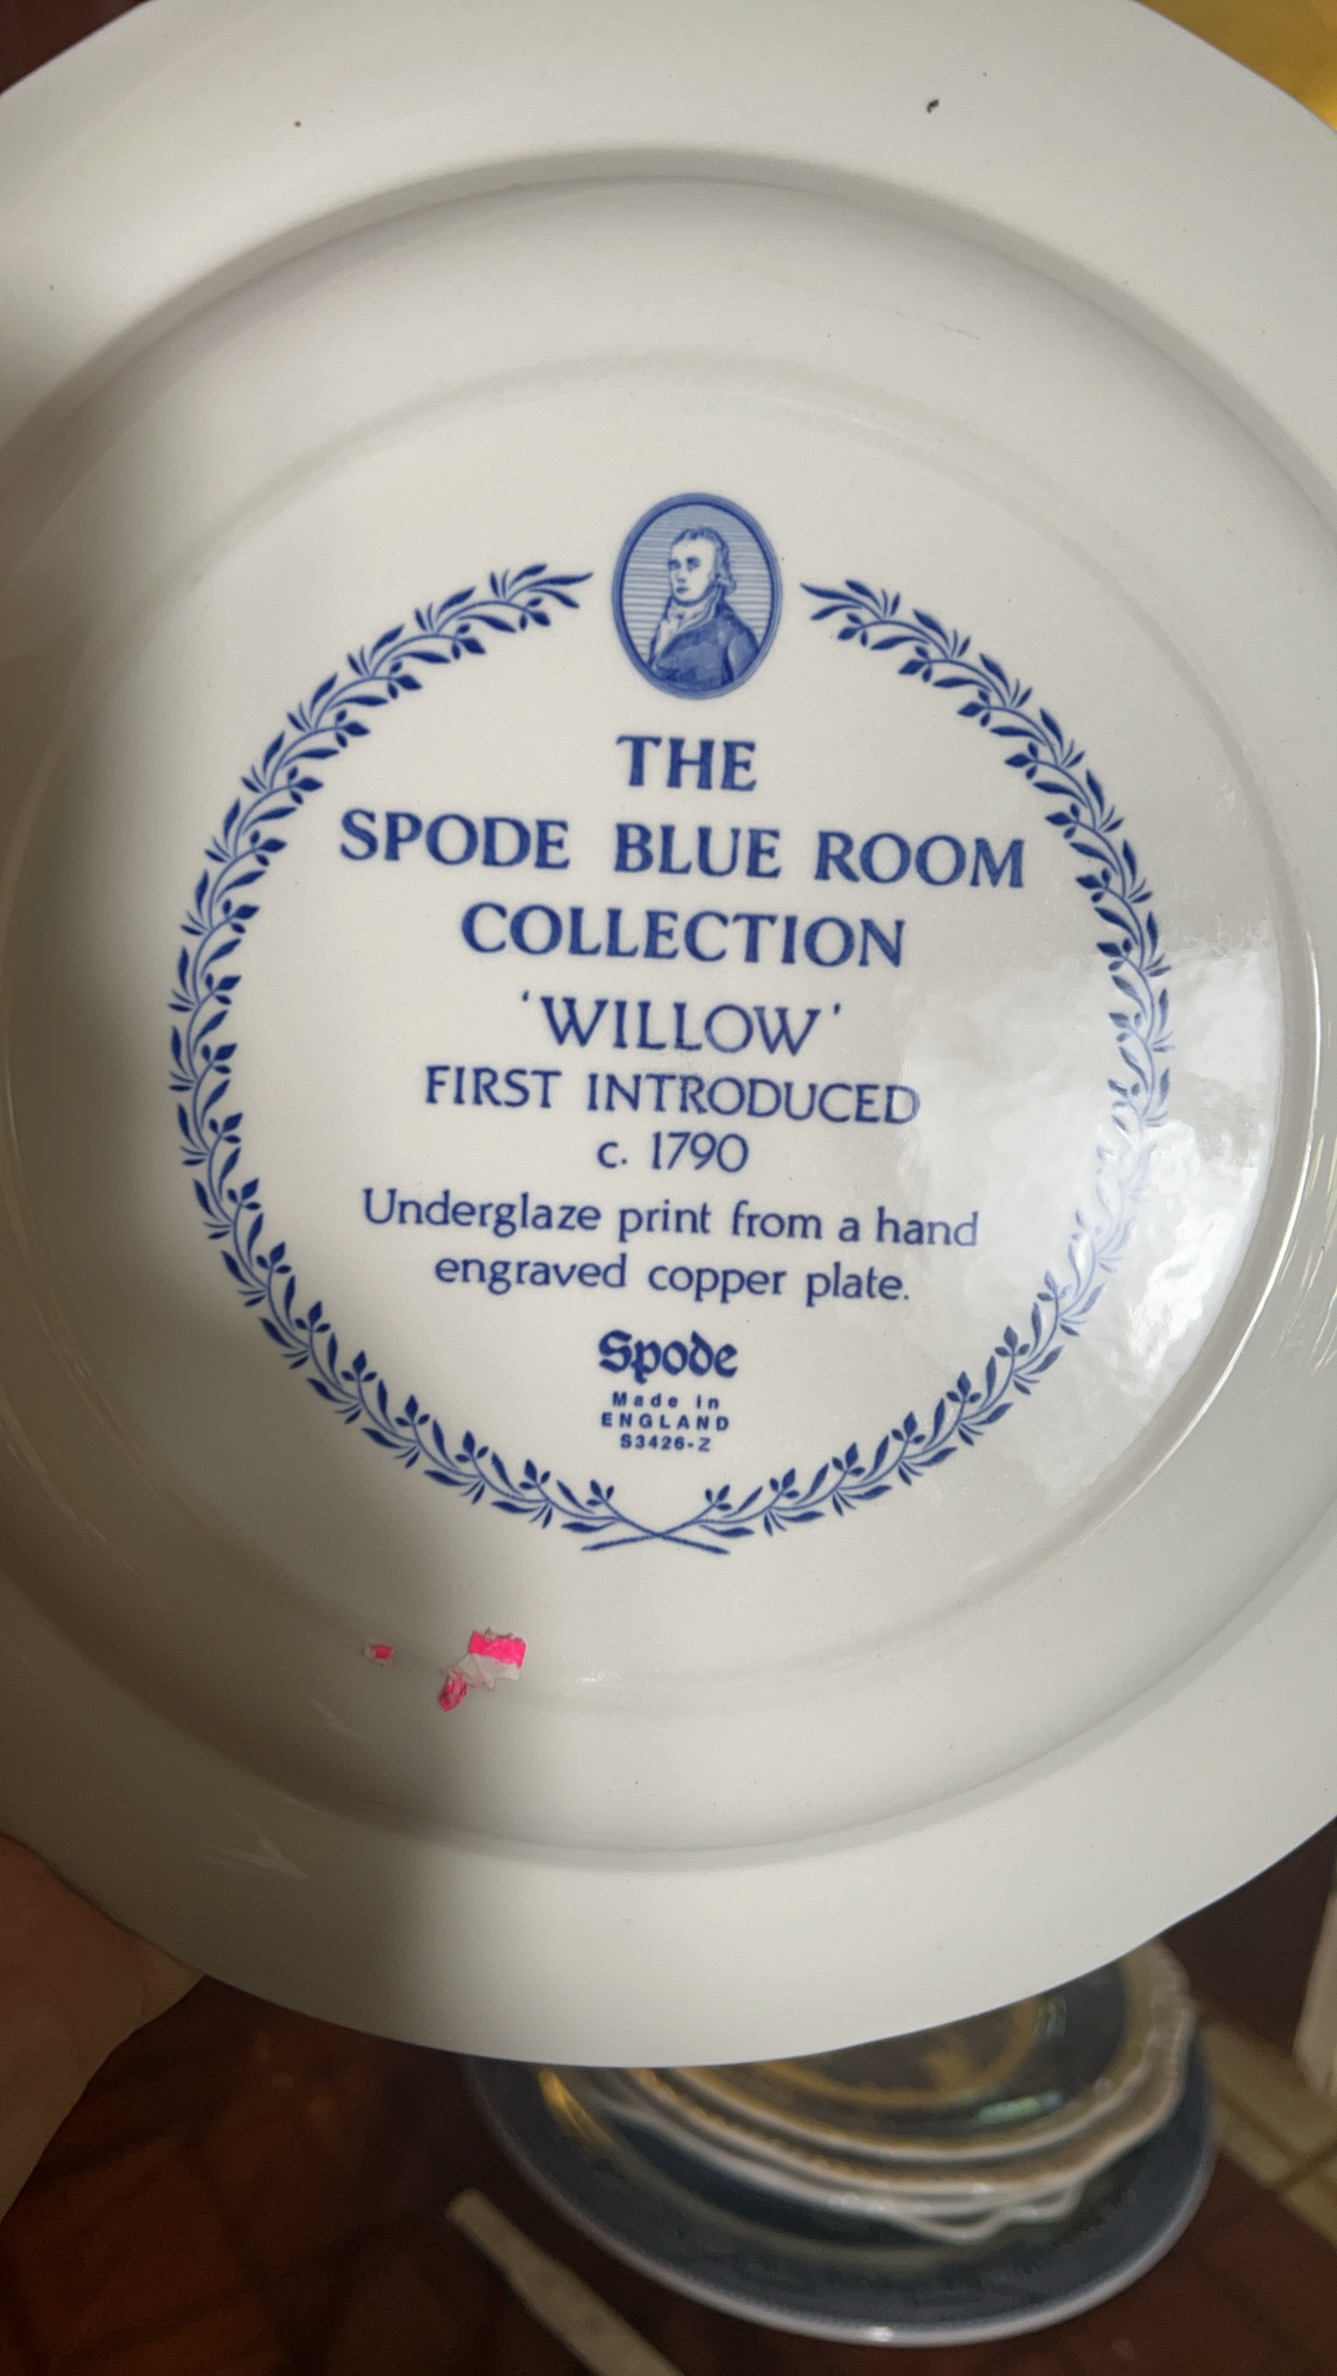 THE
SPODE BLUE ROOM
COLLECTION
'WILLOW'
FIRST INTRODUCED
c. 1790
Underglaze print from a hand
engraved copper plate.
Spode
Made in
ENGLAND
S3426-Z